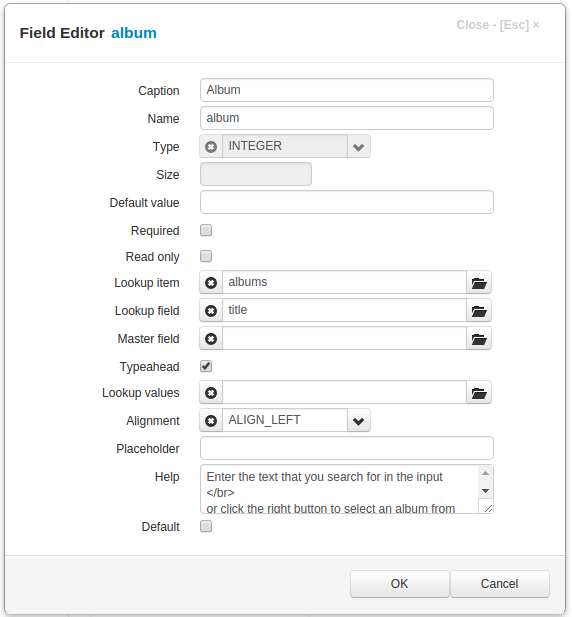 Field Editor album
Close - [Esc] ×
Caption Album
Name album
Type INTEGER
Size
Default value
Required
Read only
Lookup item albums
Lookup field title
Master field
Typeahead
Lookup values
Alignment ALIGN_LEFT
Placeholder
Help Enter the text that you search for in the input
</br>
or click the right button to select an album from
Default
OK Cancel